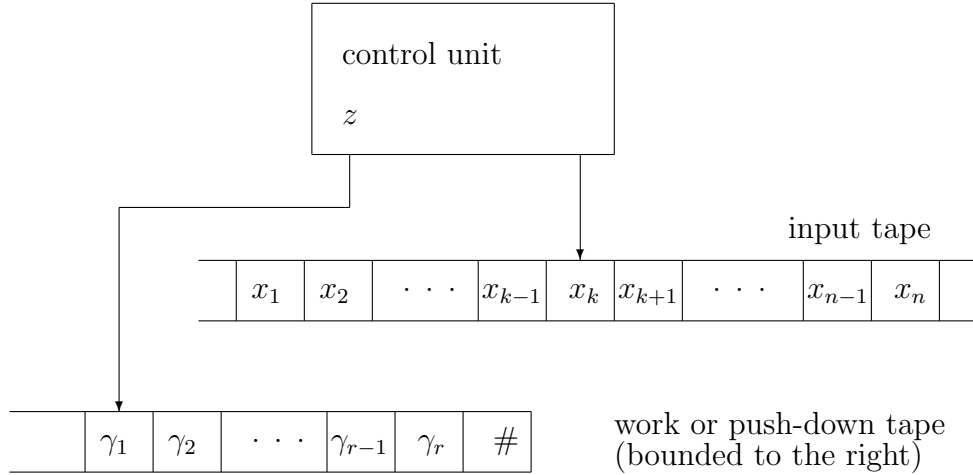 control unit
z
input tape
x₁ x₂ · · · xₖ₋₁ xₖ xₖ₊₁ · · · xₙ₋₁ xₙ
γ₁ γ₂ · · · γᵣ₋₁ γᵣ #
work or push-down tape
(bounded to the right)